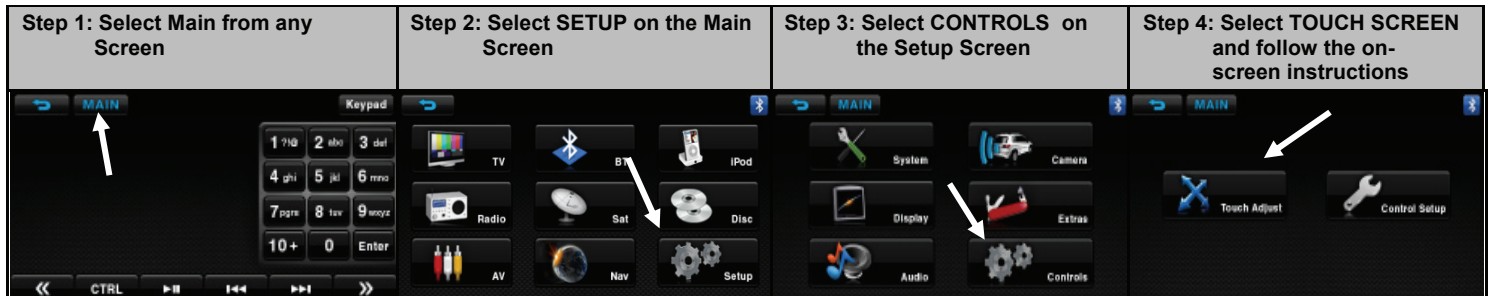 Step 1: Select Main from any
Screen
Step 2: Select SETUP on the Main
Screen
Step 3: Select CONTROLS on
the Setup Screen
Step 4: Select TOUCH SCREEN
and follow the on-
screen instructions
MAIN Keypad
1 ?!@ 2 abc 3 def
4 ghi 5 jkl 6 mno
7 pqrs 8 tuv 9 wxyz
10+ 0 Enter
CTRL
TV BT iPod
Radio Sat Disc
AV Nav Setup
MAIN
System Camera
Display Extras
Audio Controls
MAIN
Touch Adjust Control Setup